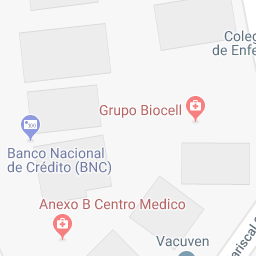 Coleg
de Enfe
Grupo Biocell
Banco Nacional
de Crédito (BNC)
Anexo B Centro Medico
Vacuven
ariscal